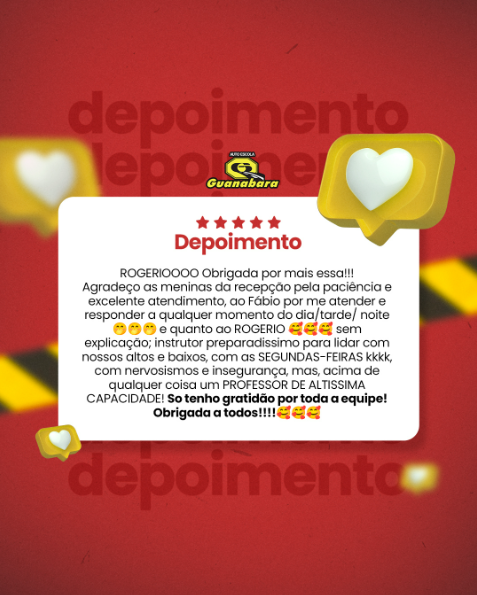 depoimento
depoimento
AUTO ESCOLA
Guanabara
Depoimento
ROGERIOOOO Obrigada por mais essa!!!
Agradeço as meninas da recepção pela paciência e
excelente atendimento, ao Fábio por me atender e
responder a qualquer momento do dia/tarde/ noite
🤭🤭🤭 e quanto ao ROGERIO 🥰🥰🥰 sem
explicação; instrutor preparadissimo para lidar com
nossos altos e baixos, com as SEGUNDAS-FEIRAS kkkk,
com nervosismos e insegurança, mas, acima de
qualquer coisa um PROFESSOR DE ALTISSIMA
CAPACIDADE! So tenho gratidão por toda a equipe!
Obrigada a todos!!!!🥰🥰🥰
depoimento
depoimento